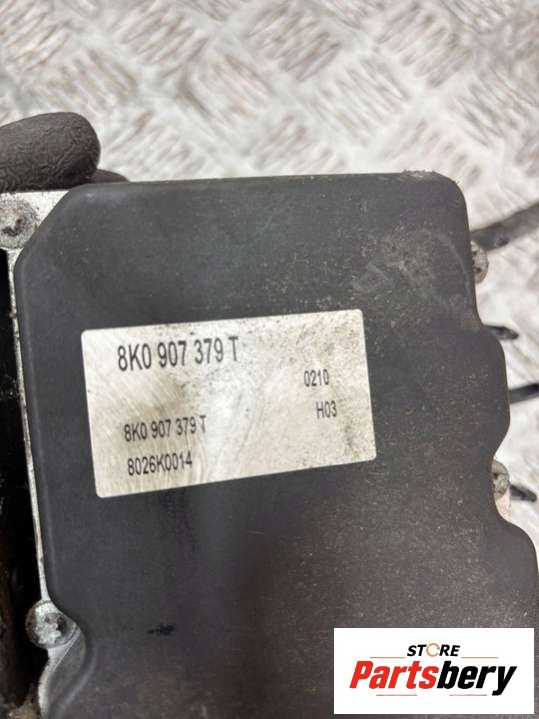 8K0 907 379 T
0210
H03
8K0 907 379 T
8026K0014
STORE
Partsbery